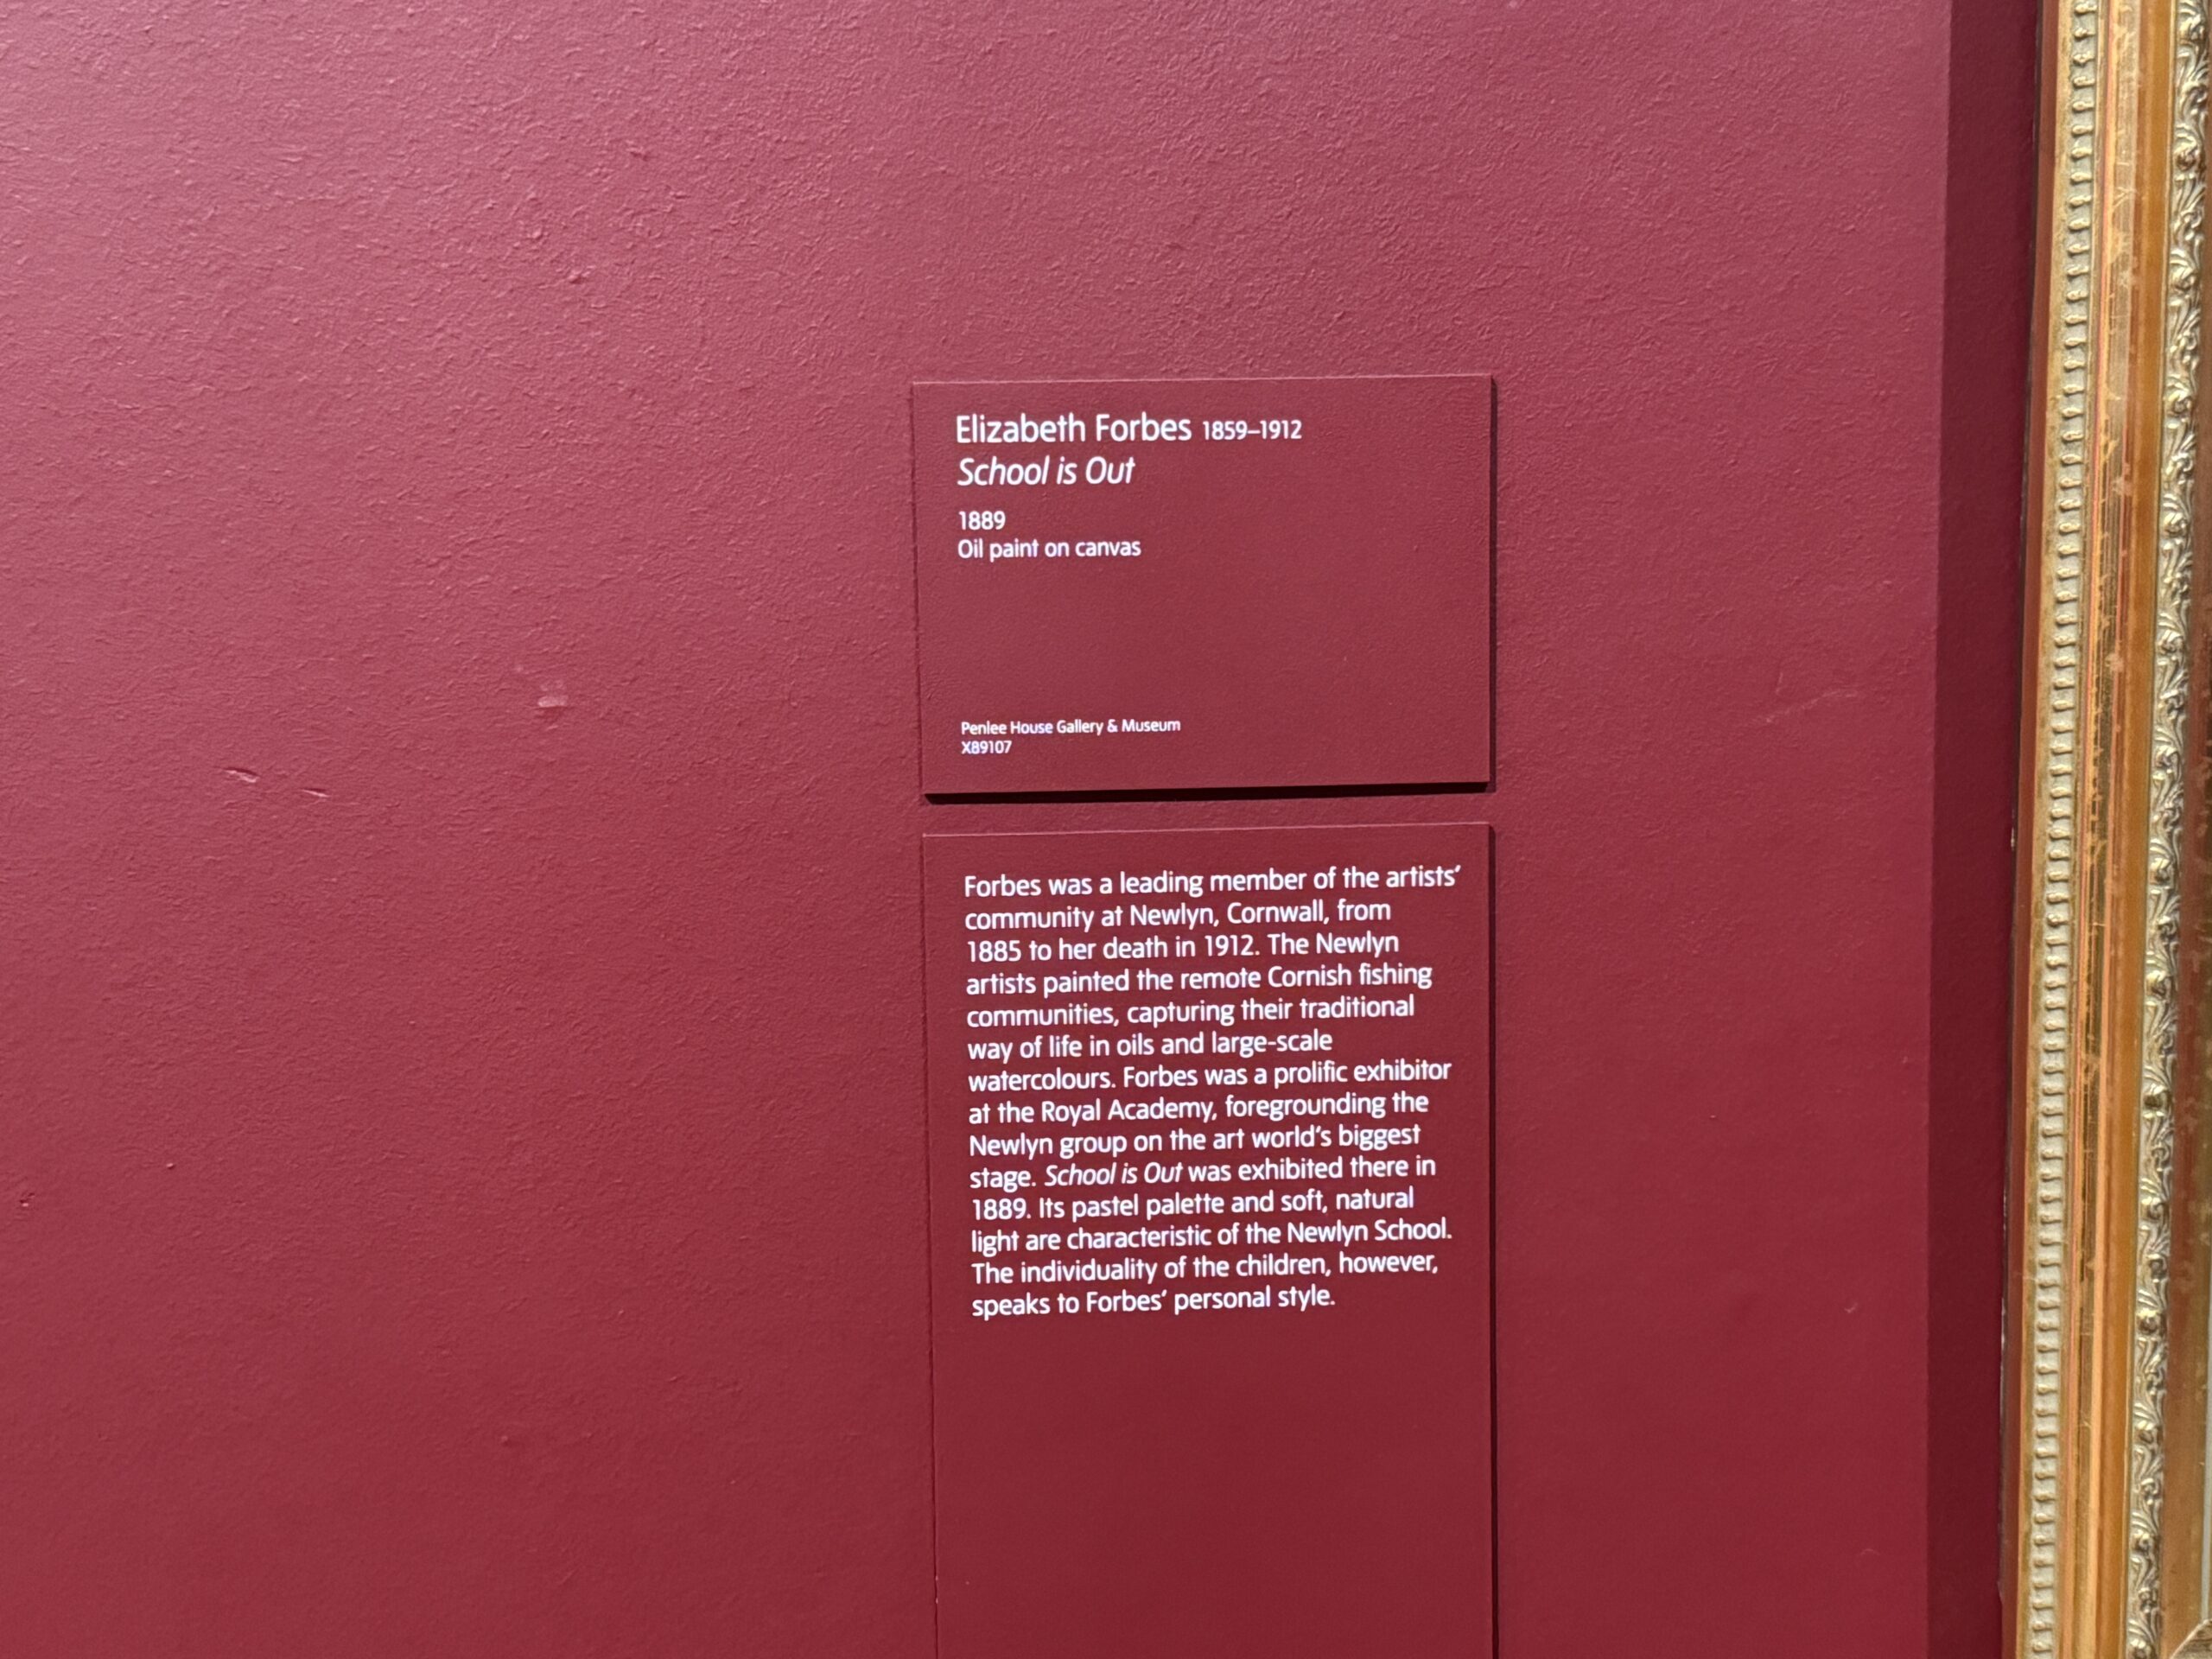 Elizabeth Forbes 1859–1912
School is Out
1889
Oil paint on canvas
Penlee House Gallery & Museum
X89107
Forbes was a leading member of the artists’
community at Newlyn, Cornwall, from
1885 to her death in 1912. The Newlyn
artists painted the remote Cornish fishing
communities, capturing their traditional
way of life in oils and large-scale
watercolours. Forbes was a prolific exhibitor
at the Royal Academy, foregrounding the
Newlyn group on the art world’s biggest
stage. School is Out was exhibited there in
1889. Its pastel palette and soft, natural
light are characteristic of the Newlyn School.
The individuality of the children, however,
speaks to Forbes’ personal style.